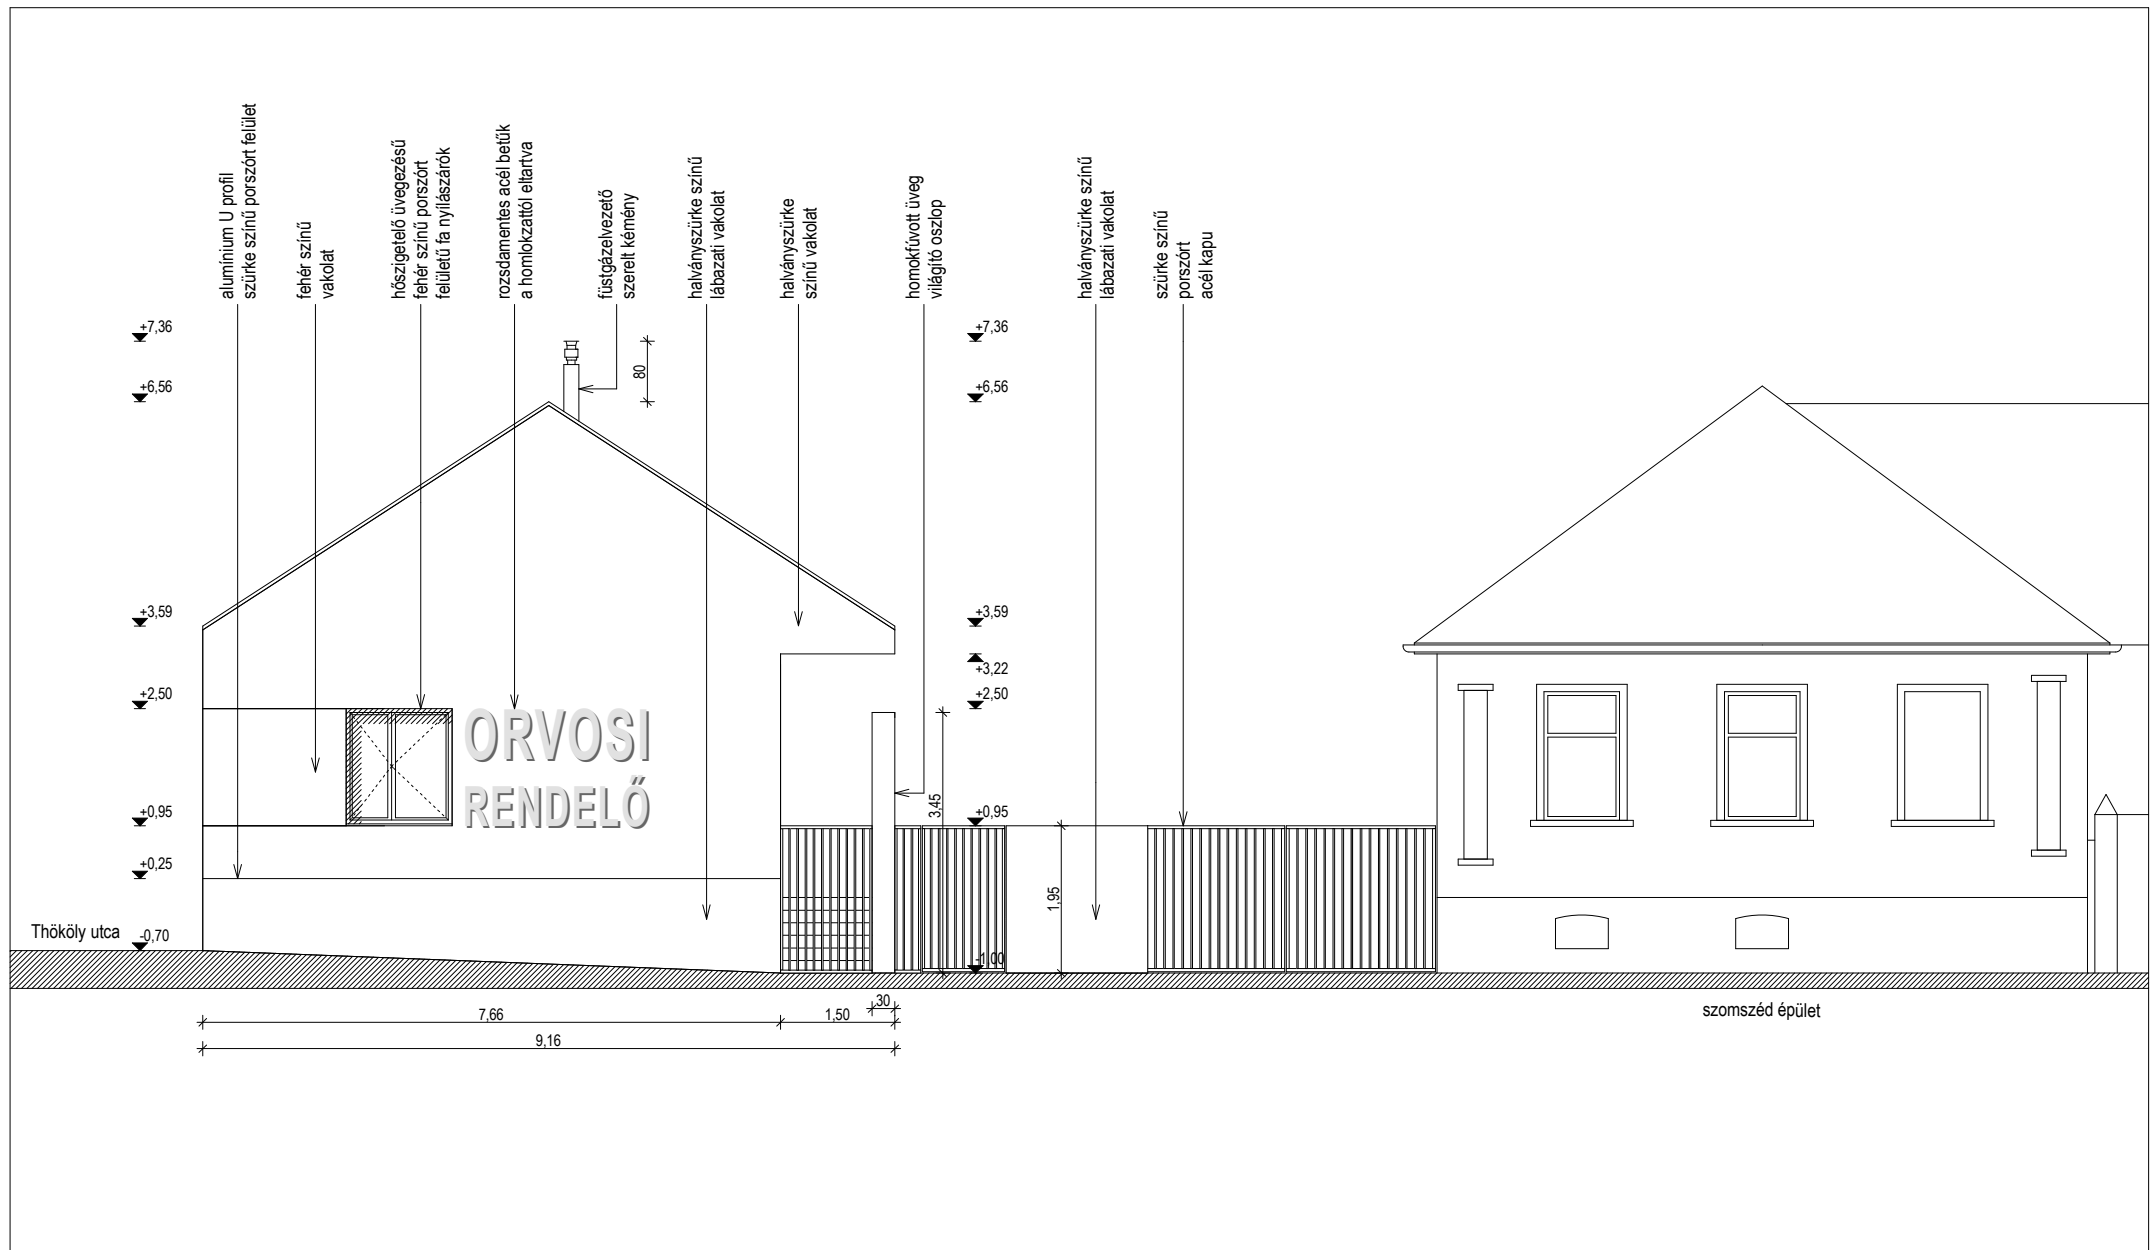 alumínium U profil
szürke színű porszórt felület
fehér színű
vakolat
hőszigetelő üvegezésű
fehér színű porszórt
felületű fa nyílászárók
rozsdamentes acél betűk
a homlokzattól eltartva
füstgázelvezető
szerelt kémény
halványszürke színű
lábazati vakolat
halványszürke
színű vakolat
homokfúvott üveg
világító oszlop
halványszürke színű
lábazati vakolat
szürke színű
porszórt
acél kapu
+7,36
+6,56
+3,59
+2,50
+0,95
+0,25
-0,70
Thököly utca
80
ORVOSI
RENDELŐ
+7,36
+6,56
+3,59
+3,22
+2,50
+0,95
-1,00
3,45
1,95
30
7,66
1,50
9,16
szomszéd épület